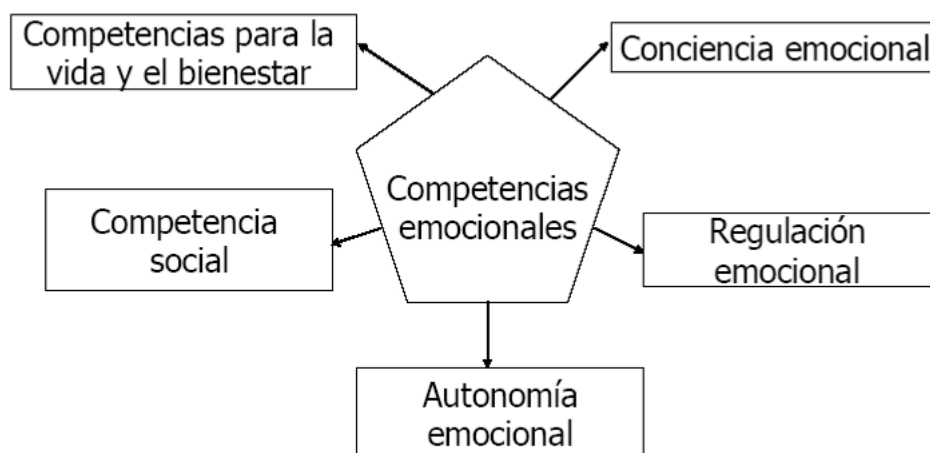 Competencias para la
vida y el bienestar
Conciencia emocional
Competencias
emocionales
Competencia
social
Regulación
emocional
Autonomía
emocional